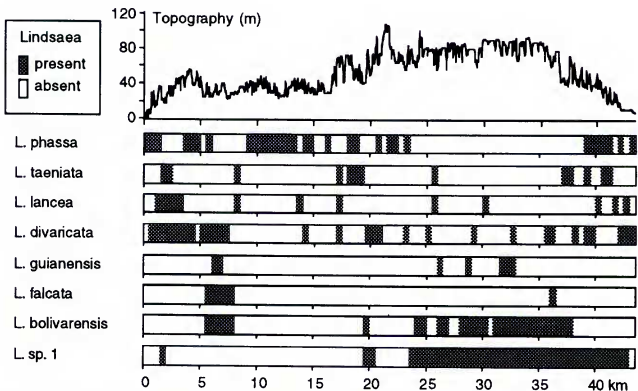 120
Topography (m)
Lindsaea
present
absent
80
40
0
L. phassa
L. taeniata
L. lancea
L. divaricata
L. guianensis
L. falcata
L. bolivarensis
L. sp. 1
0 5 10 15 20 25 30 35 40 km